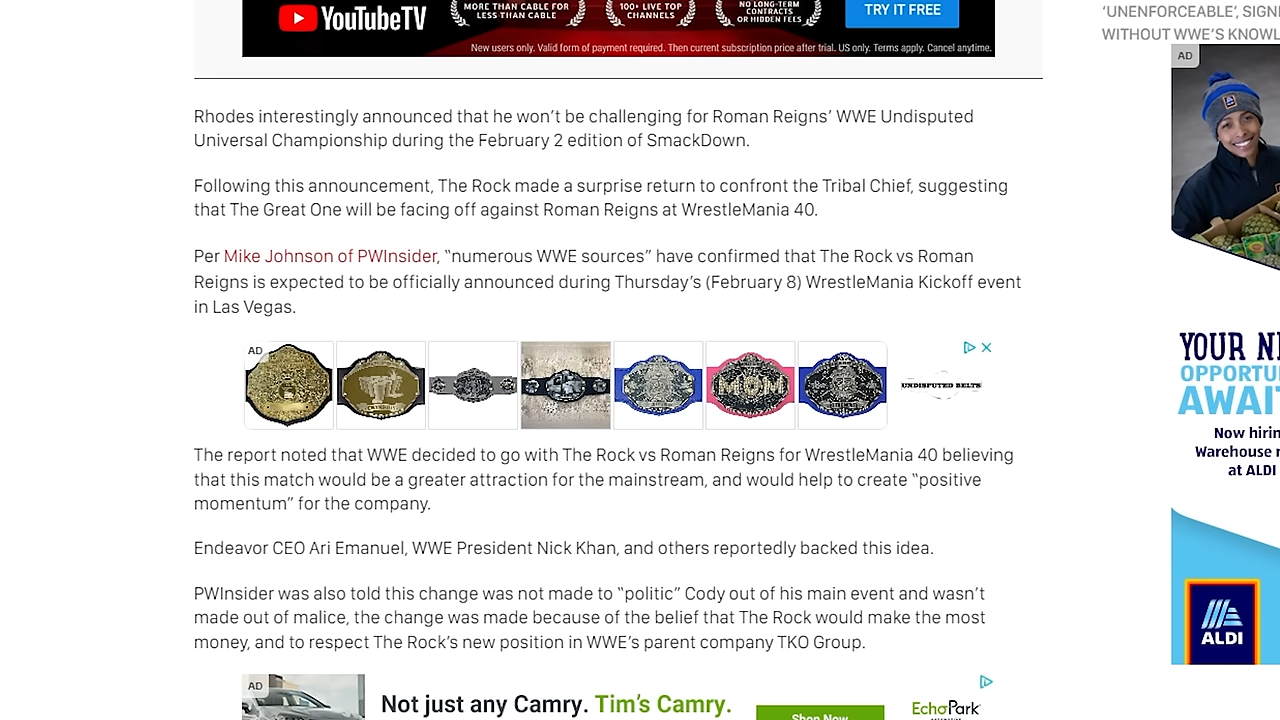 YouTubeTV
MORE THAN CABLE FOR
LESS THAN CABLE
100+ LIVE TOP
CHANNELS
NO LONG-TERM
CONTRACTS
OR HIDDEN FEES
TRY IT FREE
New users only. Valid form of payment required. Then current subscription price after trial. US only. Terms apply. Cancel anytime.
Rhodes interestingly announced that he won’t be challenging for Roman Reigns’ WWE Undisputed
Universal Championship during the February 2 edition of SmackDown.
Following this announcement, The Rock made a surprise return to confront the Tribal Chief, suggesting
that The Great One will be facing off against Roman Reigns at WrestleMania 40.
Per Mike Johnson of PWInsider, “numerous WWE sources” have confirmed that The Rock vs Roman
Reigns is expected to be officially announced during Thursday’s (February 8) WrestleMania Kickoff event
in Las Vegas.
AD
MOM
UNDISPUTED BELTS
The report noted that WWE decided to go with The Rock vs Roman Reigns for WrestleMania 40 believing
that this match would be a greater attraction for the mainstream, and would help to create “positive
momentum” for the company.
Endeavor CEO Ari Emanuel, WWE President Nick Khan, and others reportedly backed this idea.
PWInsider was also told this change was not made to “politic” Cody out of his main event and wasn’t
made out of malice, the change was made because of the belief that The Rock would make the most
money, and to respect The Rock’s new position in WWE’s parent company TKO Group.
AD
Not just any Camry. Tim’s Camry.
Shop Now
EchoPark
‘UNENFORCEABLE’, SIGN
WITHOUT WWE’S KNOWL
AD
YOUR N
OPPORTU
AWAI
Now hirin
Warehouse
at ALDI
ALDI